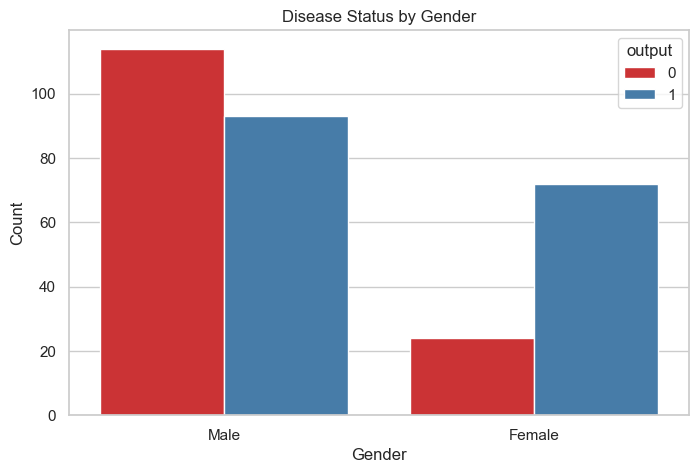 Disease Status by Gender
output
0
1
Count
100
80
60
40
20
0
Male
Female
Gender